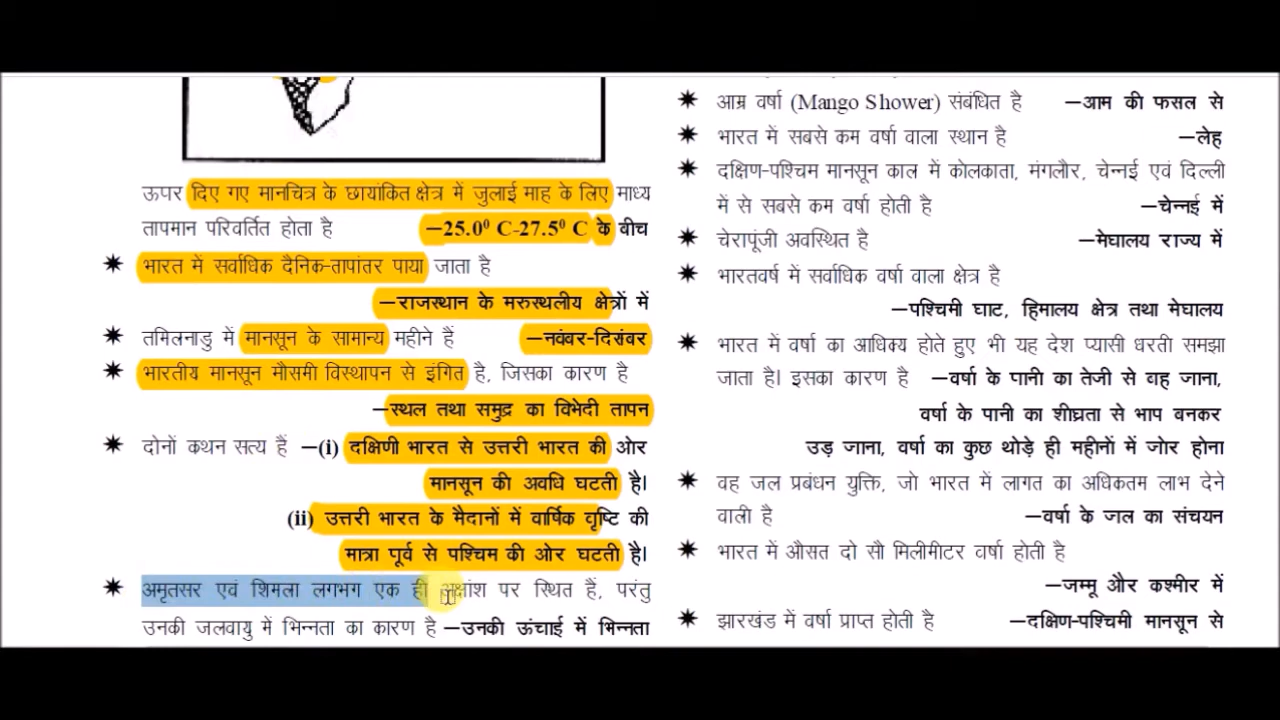 ऊपर दिए गए मानचित्र के छायांकित क्षेत्र में जुलाई माह के लिए माध्य
तापमान परिवर्तित होता है –25.0⁰ C-27.5⁰ C के बीच
✷ भारत में सर्वाधिक दैनिक-तापांतर पाया जाता है
–राजस्थान के मरुस्थलीय क्षेत्रों में
✷ तमिलनाडु में मानसून के सामान्य महीने हैं –नवंबर-दिसंबर
✷ भारतीय मानसून मौसमी विस्थापन से इंगित है, जिसका कारण है
–स्थल तथा समुद्र का विभेदी तापन
✷ दोनों कथन सत्य हैं –(i) दक्षिणी भारत से उत्तरी भारत की ओर
मानसून की अवधि घटती है।
(ii) उत्तरी भारत के मैदानों में वार्षिक वृष्टि की
मात्रा पूर्व से पश्चिम की ओर घटती है।
✷ अमृतसर एवं शिमला लगभग एक ही अक्षांश पर स्थित हैं, परंतु
उनकी जलवायु में भिन्नता का कारण है –उनकी ऊंचाई में भिन्नता
✷ आम्र वर्षा (Mango Shower) संबंधित है –आम की फसल से
✷ भारत में सबसे कम वर्षा वाला स्थान है –लेह
✷ दक्षिण-पश्चिम मानसून काल में कोलकाता, मंगलौर, चेन्नई एवं दिल्ली
में से सबसे कम वर्षा होती है –चेन्नई में
✷ चेरापूंजी अवस्थित है –मेघालय राज्य में
✷ भारतवर्ष में सर्वाधिक वर्षा वाला क्षेत्र है
–पश्चिमी घाट, हिमालय क्षेत्र तथा मेघालय
✷ भारत में वर्षा का आधिक्य होते हुए भी यह देश प्यासी धरती समझा
जाता है। इसका कारण है –वर्षा के पानी का तेजी से बह जाना,
वर्षा के पानी का शीघ्रता से भाप बनकर
उड़ जाना, वर्षा का कुछ थोड़े ही महीनों में जोर होना
✷ वह जल प्रबंधन युक्ति, जो भारत में लागत का अधिकतम लाभ देने
वाली है –वर्षा के जल का संचयन
✷ भारत में औसत दो सौ मिलीमीटर वर्षा होती है
–जम्मू और कश्मीर में
✷ झारखंड में वर्षा प्राप्त होती है –दक्षिण-पश्चिमी मानसून से